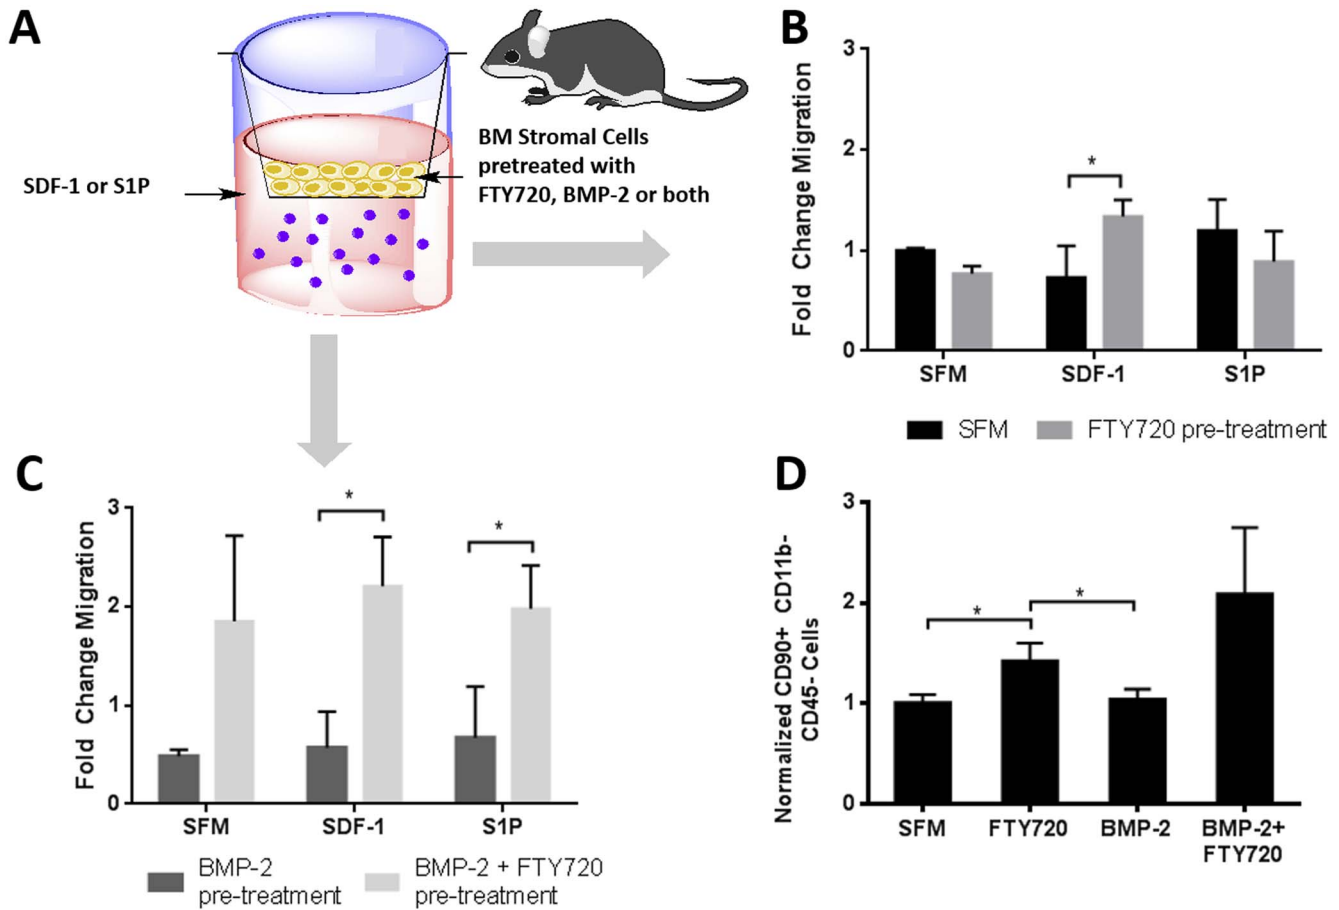 A
SDF-1 or S1P
BM Stromal Cells
pretreated with
FTY720, BMP-2 or both
B
Fold Change Migration
3
2
1
0
*
SFM
SDF-1
S1P
SFM
FTY720 pre-treatment
C
Fold Change Migration
3
2
1
0
*
*
SFM
SDF-1
S1P
BMP-2
pre-treatment
BMP-2 + FTY720
pre-treatment
D
Normalized CD90+ CD11b-
CD45- Cells
3
2
1
0
*
*
SFM
FTY720
BMP-2
BMP-2+
FTY720